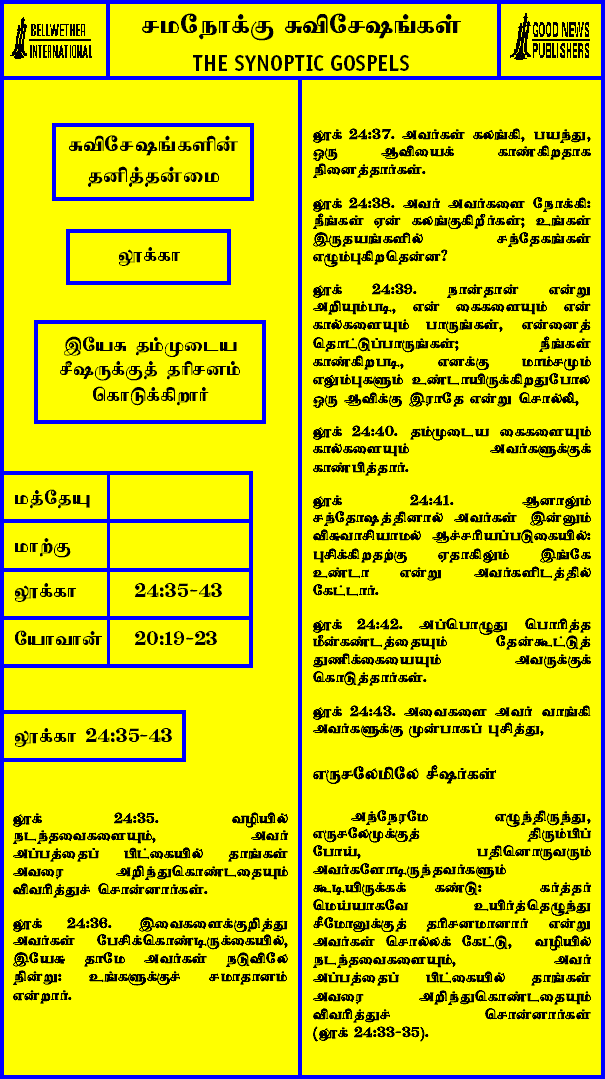 BELLWETHER
INTERNATIONAL
சமநோக்கு சுவிசேஷங்கள்
THE SYNOPTIC GOSPELS
GOOD NEWS
PUBLISHERS
சுவிசேஷங்களின்
தனித்தன்மை
லூக்கா
இயேசு தம்முடைய
சீஷருக்குத் தரிசனம்
கொடுக்கிறார்
மத்தேயு
மாற்கு
லூக்கா 24:35-43
யோவான் 20:19-23
லூக்கா 24:35-43
லூக் 24:35. வழியில்
நடந்தவைகளையும், அவர்
அப்பத்தைப் பிட்கையில் தாங்கள்
அவரை அறிந்துகொண்டதையும்
விவரித்துச் சொன்னார்கள்.
லூக் 24:36. இவைகளைக்குறித்து
அவர்கள் பேசிக்கொண்டிருக்கையில்,
இயேசு தாமே அவர்கள் நடுவிலே
நின்று: உங்களுக்குச் சமாதானம்
என்றார்.
லூக் 24:37. அவர்கள் கலங்கி, பயந்து,
ஒரு ஆவியைக் காண்கிறதாக
நினைத்தார்கள்.
லூக் 24:38. அவர் அவர்களை நோக்கி:
நீங்கள் ஏன் கலங்குகிறீர்கள்; உங்கள்
இருதயங்களில் சந்தேகங்கள்
எழும்புகிறதென்ன?
லூக் 24:39. நான்தான் என்று
அறியும்படி, என் கைகளையும் என்
கால்களையும் பாருங்கள், என்னைத்
தொட்டுப்பாருங்கள்; நீங்கள்
காண்கிறபடி, எனக்கு மாம்சமும்
எலும்புகளும் உண்டாயிருக்கிறதுபோல
ஒரு ஆவிக்கு இராதே என்று சொல்லி,
லூக் 24:40. தம்முடைய கைகளையும்
கால்களையும் அவர்களுக்குக்
காண்பித்தார்.
லூக் 24:41. ஆனாலும்
சந்தோஷத்தினால் அவர்கள் இன்னும்
விசுவாசியாமல் ஆச்சரியப்படுகையில்:
புசிக்கிறதற்கு ஏதாகிலும் இங்கே
உண்டா என்று அவர்களிடத்தில்
கேட்டார்.
லூக் 24:42. அப்பொழுது பொரித்த
மீன்கண்டத்தையும் தேன்கூட்டுத்
துணிக்கையையும் அவருக்குக்
கொடுத்தார்கள்.
லூக் 24:43. அவைகளை அவர் வாங்கி
அவர்களுக்கு முன்பாகப் புசித்து,
எருசலேமிலே சீஷர்கள்
அந்நேரமே எழுந்திருந்து,
எருசலேமுக்குத் திரும்பிப்
போய், பதினொருவரும்
அவர்களோடிருந்தவர்களும்
கூடியிருக்கக் கண்டு: கர்த்தர்
மெய்யாகவே உயிர்த்தெழுந்து
சீமோனுக்குத் தரிசனமானார் என்று
அவர்கள் சொல்லக் கேட்டு, வழியில்
நடந்தவைகளையும், அவர்
அப்பத்தைப் பிட்கையில் தாங்கள்
அவரை அறிந்துகொண்டதையும்
விவரித்துச் சொன்னார்கள்
(லூக் 24:33-35).